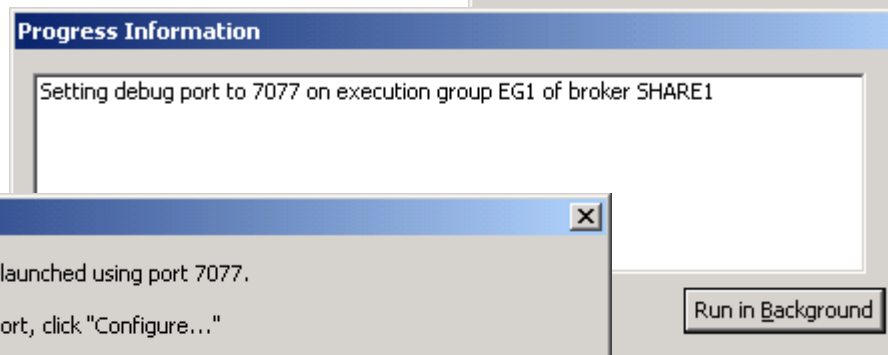 Progress Information
Setting debug port to 7077 on execution group EG1 of broker SHARE1
launched using port 7077.
Run in Background
click "Configure..."